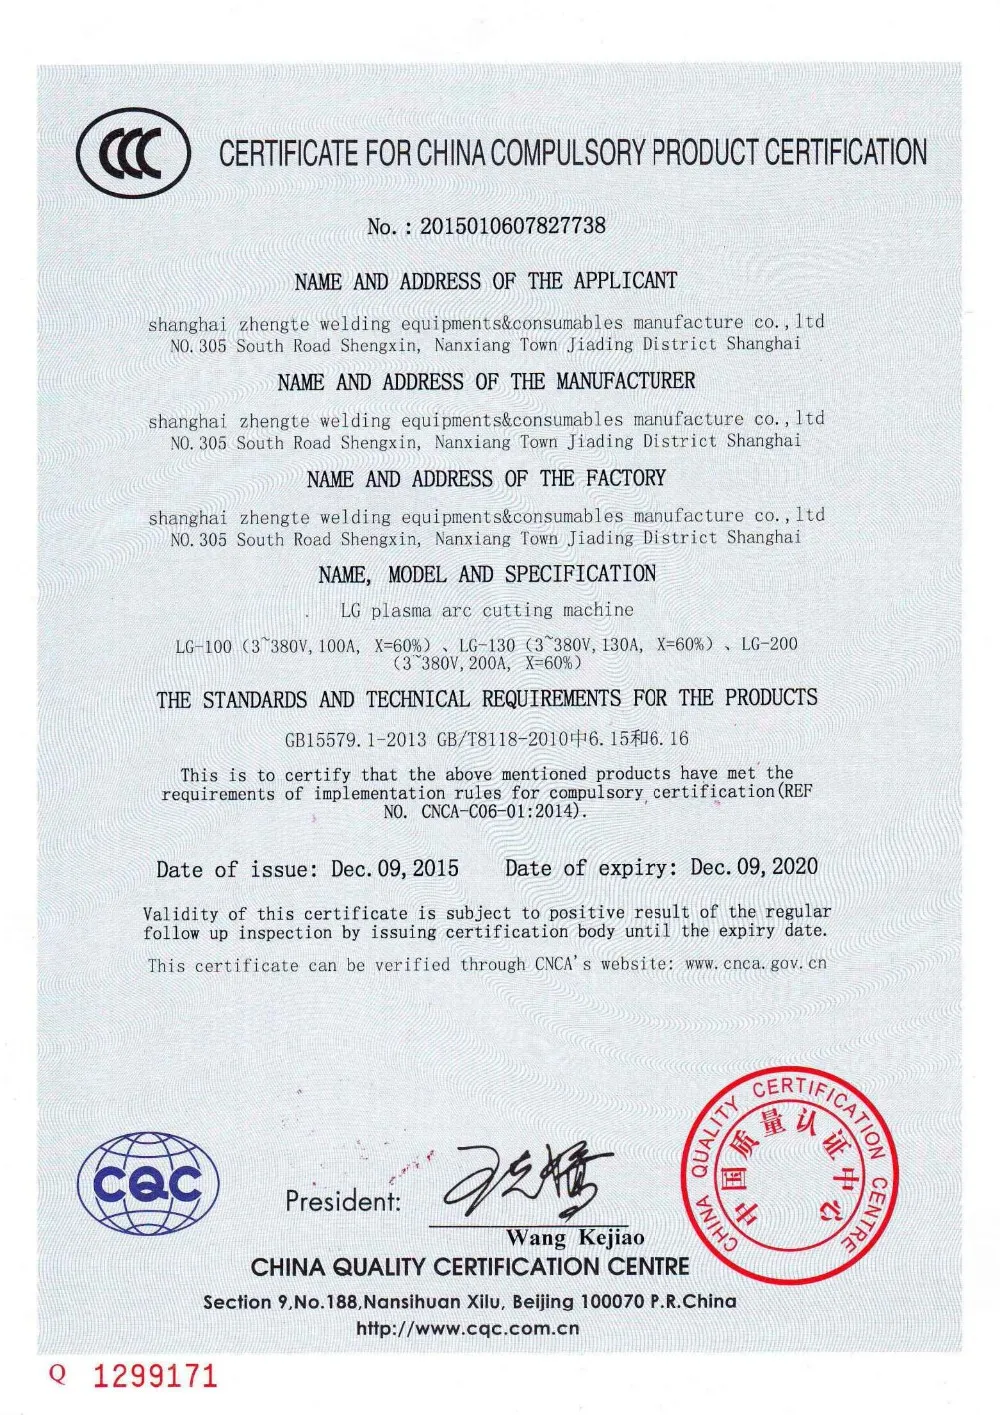 CCC
CERTIFICATE FOR CHINA COMPULSORY PRODUCT CERTIFICATION
No. : 2015010607827738
NAME AND ADDRESS OF THE APPLICANT
shanghai zhengte welding equipments&consumables manufacture co.,ltd
NO.305 South Road Shengxin, Nanxiang Town Jiading District Shanghai
NAME AND ADDRESS OF THE MANUFACTURER
shanghai zhengte welding equipments&consumables manufacture co.,ltd
NO.305 South Road Shengxin, Nanxiang Town Jiading District Shanghai
NAME AND ADDRESS OF THE FACTORY
shanghai zhengte welding equipments&consumables manufacture co.,ltd
NO.305 South Road Shengxin, Nanxiang Town Jiading District Shanghai
NAME, MODEL AND SPECIFICATION
LG plasma arc cutting machine
LG-100（3~380V,100A, X=60%）、LG-130（3~380V,130A, X=60%）、LG-200
（3~380V,200A, X=60%）
THE STANDARDS AND TECHNICAL REQUIREMENTS FOR THE PRODUCTS
GB15579.1-2013 GB/T8118-2010中6.15和6.16
This is to certify that the above mentioned products have met the
requirements of implementation rules for compulsory certification(REF
NO. CNCA-C06-01:2014).
Date of issue: Dec.09,2015 Date of expiry: Dec.09,2020
Validity of this certificate is subject to positive result of the regular
follow up inspection by issuing certification body until the expiry date.
This certificate can be verified through CNCA's website: www.cnca.gov.cn
CHINA QUALITY CERTIFICATION CENTRE
中国质量认证中心
CQC
President:
王克娇
Wang Kejiao
CHINA QUALITY CERTIFICATION CENTRE
Section 9,No.188,Nansihuan Xilu, Beijing 100070 P.R.China
http://www.cqc.com.cn
Q 1299171